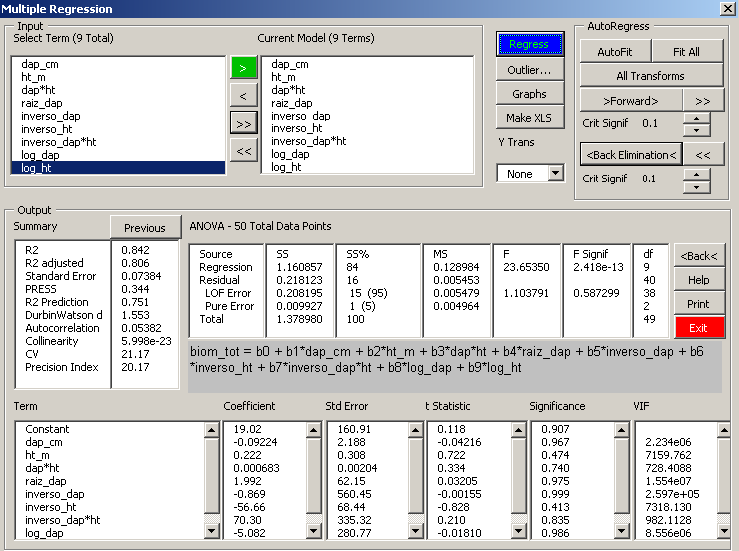 Multiple Regression
Input
Select Term (9 Total)
Current Model (9 Terms)
dap_cm
ht_m
dap*ht
raiz_dap
inverso_dap
inverso_ht
inverso_dap*ht
log_dap
log_ht
>
<
>>
<<
dap_cm
ht_m
dap*ht
raiz_dap
inverso dap
inverso_ht
inverso_dap*ht
log_dap
log_ht
Regress
Outlier...
Graphs
Make XLS
Y Trans
None
AutoRegress
AutoFit
Fit All
All Transforms
>Forward>
>>
Crit Signif 0.1
<Back Elimination<
<<
Crit Signif 0.1
Output
Summary
Previous
ANOVA - 50 Total Data Points
R2 0.842
R2 adjusted 0.806
Standard Error 0.07384
PRESS 0.344
R2 Prediction 0.751
DurbinWatson d 1.553
Autocorrelation 0.05382
Collinearity 5.998e-23
CV 21.17
Precision Index 20.17
Source SS SS% MS F F Signif df
Regression 1.160857 84 0.128984 23.65350 2.418e-13 9
Residual 0.218123 16 0.005453 40
LOF Error 0.208195 15 (95) 0.005479 1.103791 0.587299 38
Pure Error 0.009927 1 (5) 0.004964 2
Total 1.378980 100 49
<Back<
Help
Print
Exit
biom_tot = b0 + b1*dap_cm + b2*ht_m + b3*dap*ht + b4*raiz_dap + b5*inverso_dap + b6
*inverso_ht + b7*inverso_dap*ht + b8*log_dap + b9*log_ht
Term Coefficient Std Error t Statistic Significance VIF
Constant 19.02 160.91 0.118 0.907
dap_cm -0.09224 2.188 -0.04216 0.967 2.234e06
ht_m 0.222 0.308 0.722 0.474 7159.762
dap*ht 0.000683 0.00204 0.334 0.740 728.4088
raiz_dap 1.992 62.15 0.03205 0.975 1.554e07
inverso_dap -0.869 560.45 -0.00155 0.999 2.597e+05
inverso_ht -56.66 68.44 -0.828 0.413 7318.130
inverso_dap*ht 70.30 335.32 0.210 0.835 982.1128
log_dap -5.082 280.77 -0.01810 0.986 8.556e06